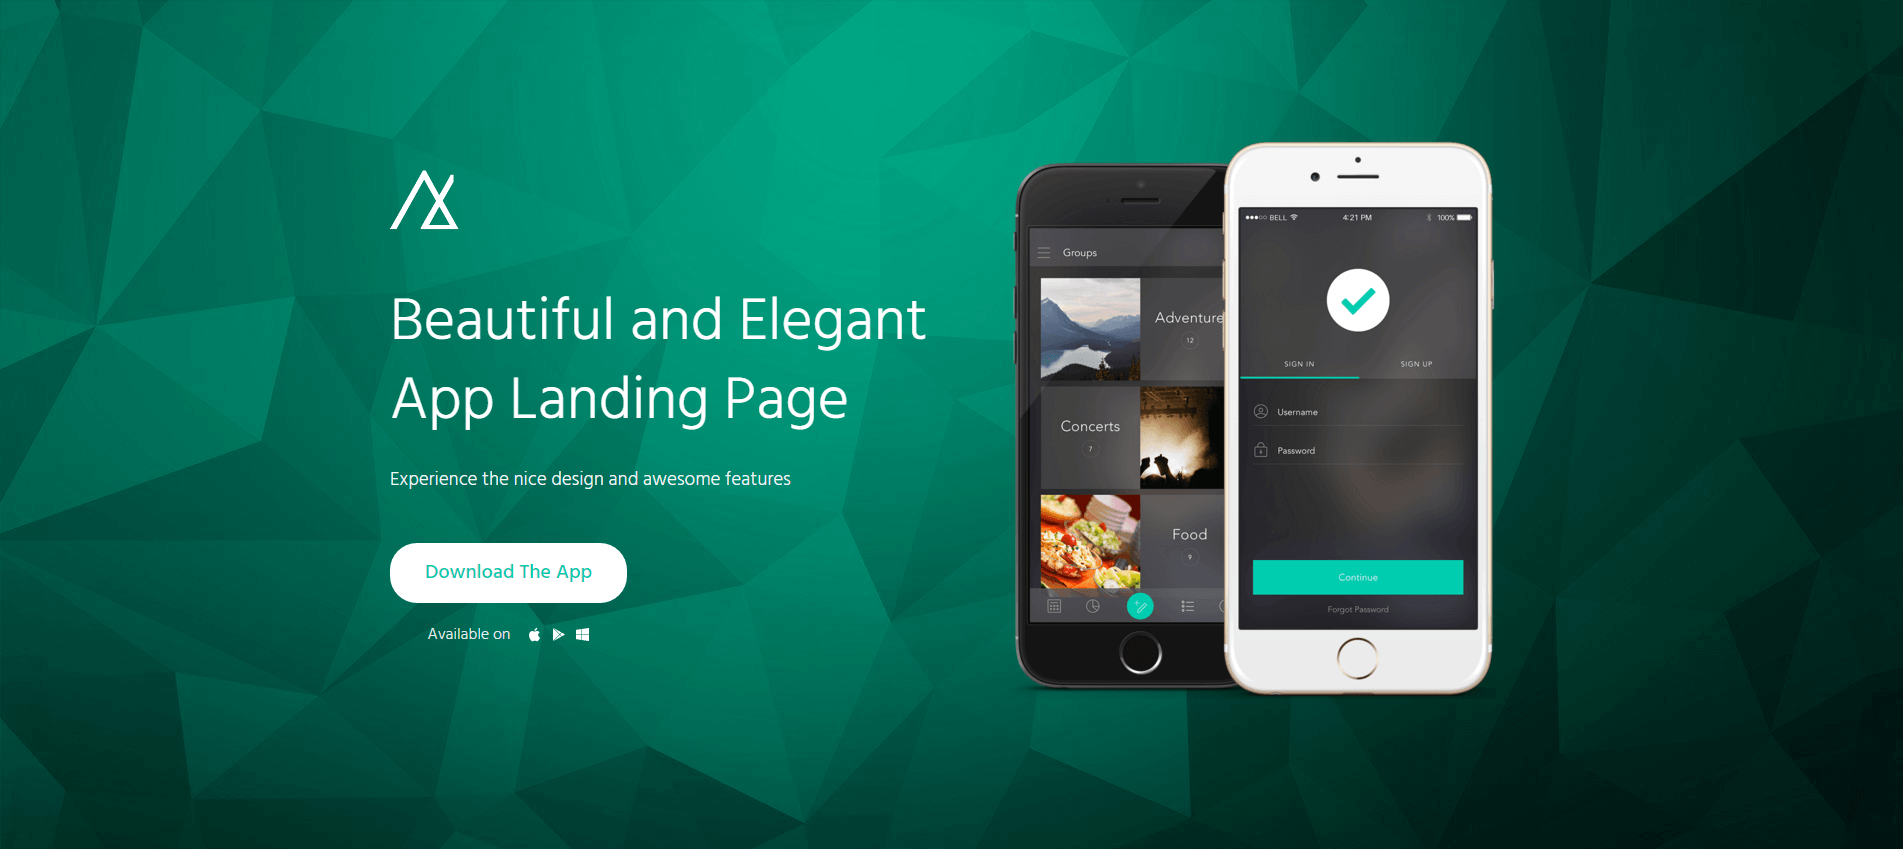 Beautiful and Elegant
App Landing Page
Experience the nice design and awesome features
Download The App
Available on
Groups
Adventure
12
Concerts
7
Food
9
BELL
4:21 PM
100%
SIGN IN
SIGN UP
Username
Password
Continue
Forgot Password